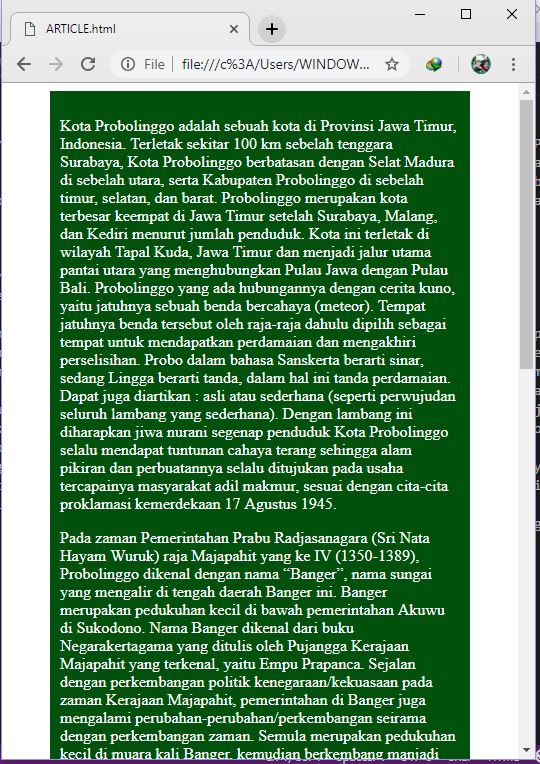 ARTICLE.html
File
file:///c%3A/Users/WINDOW...
Kota Probolinggo adalah sebuah kota di Provinsi Jawa Timur,
Indonesia. Terletak sekitar 100 km sebelah tenggara
Surabaya, Kota Probolinggo berbatasan dengan Selat Madura
di sebelah utara, serta Kabupaten Probolinggo di sebelah
timur, selatan, dan barat. Probolinggo merupakan kota
terbesar keempat di Jawa Timur setelah Surabaya, Malang,
dan Kediri menurut jumlah penduduk. Kota ini terletak di
wilayah Tapal Kuda, Jawa Timur dan menjadi jalur utama
pantai utara yang menghubungkan Pulau Jawa dengan Pulau
Bali. Probolinggo yang ada hubungannya dengan cerita kuno,
yaitu jatuhnya sebuah benda bercahaya (meteor). Tempat
jatuhnya benda tersebut oleh raja-raja dahulu dipilih sebagai
tempat untuk mendapatkan perdamaian dan mengakhiri
perselisihan. Probo dalam bahasa Sanskerta berarti sinar,
sedang Lingga berarti tanda, dalam hal ini tanda perdamaian.
Dapat juga diartikan : asli atau sederhana (seperti perwujudan
seluruh lambang yang sederhana). Dengan lambang ini
diharapkan jiwa nurani segenap penduduk Kota Probolinggo
selalu mendapat tuntunan cahaya terang sehingga alam
pikiran dan perbuatannya selalu ditujukan pada usaha
tercapainya masyarakat adil makmur, sesuai dengan cita-cita
proklamasi kemerdekaan 17 Agustus 1945.
Pada zaman Pemerintahan Prabu Radjasanagara (Sri Nata
Hayam Wuruk) raja Majapahit yang ke IV (1350-1389),
Probolinggo dikenal dengan nama “Banger”, nama sungai
yang mengalir di tengah daerah Banger ini. Banger
merupakan pedukuhan kecil di bawah pemerintahan Akuwu
di Sukodono. Nama Banger dikenal dari buku
Negarakertagama yang ditulis oleh Pujangga Kerajaan
Majapahit yang terkenal, yaitu Empu Prapanca. Sejalan
dengan perkembangan politik kenegaraan/kekuasaan pada
zaman Kerajaan Majapahit, pemerintahan di Banger juga
mengalami perubahan-perubahan/perkembangan seirama
dengan perkembangan zaman. Semula merupakan pedukuhan
kecil di muara kali Banger, kemudian berkembang manjadi